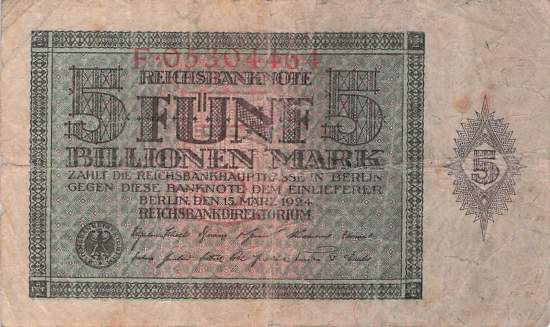 F·05304464
REICHSBANKNOTE
5 FÜNF 5
BILLIONEN MARK
ZAHLT DIE REICHSBANKHAUPTKASSE IN BERLIN
GEGEN DIESE BANKNOTE DEM EINLIEFERER
BERLIN, DEN 15. MÄRZ 1924
REICHSBANKDIREKTORIUM
5